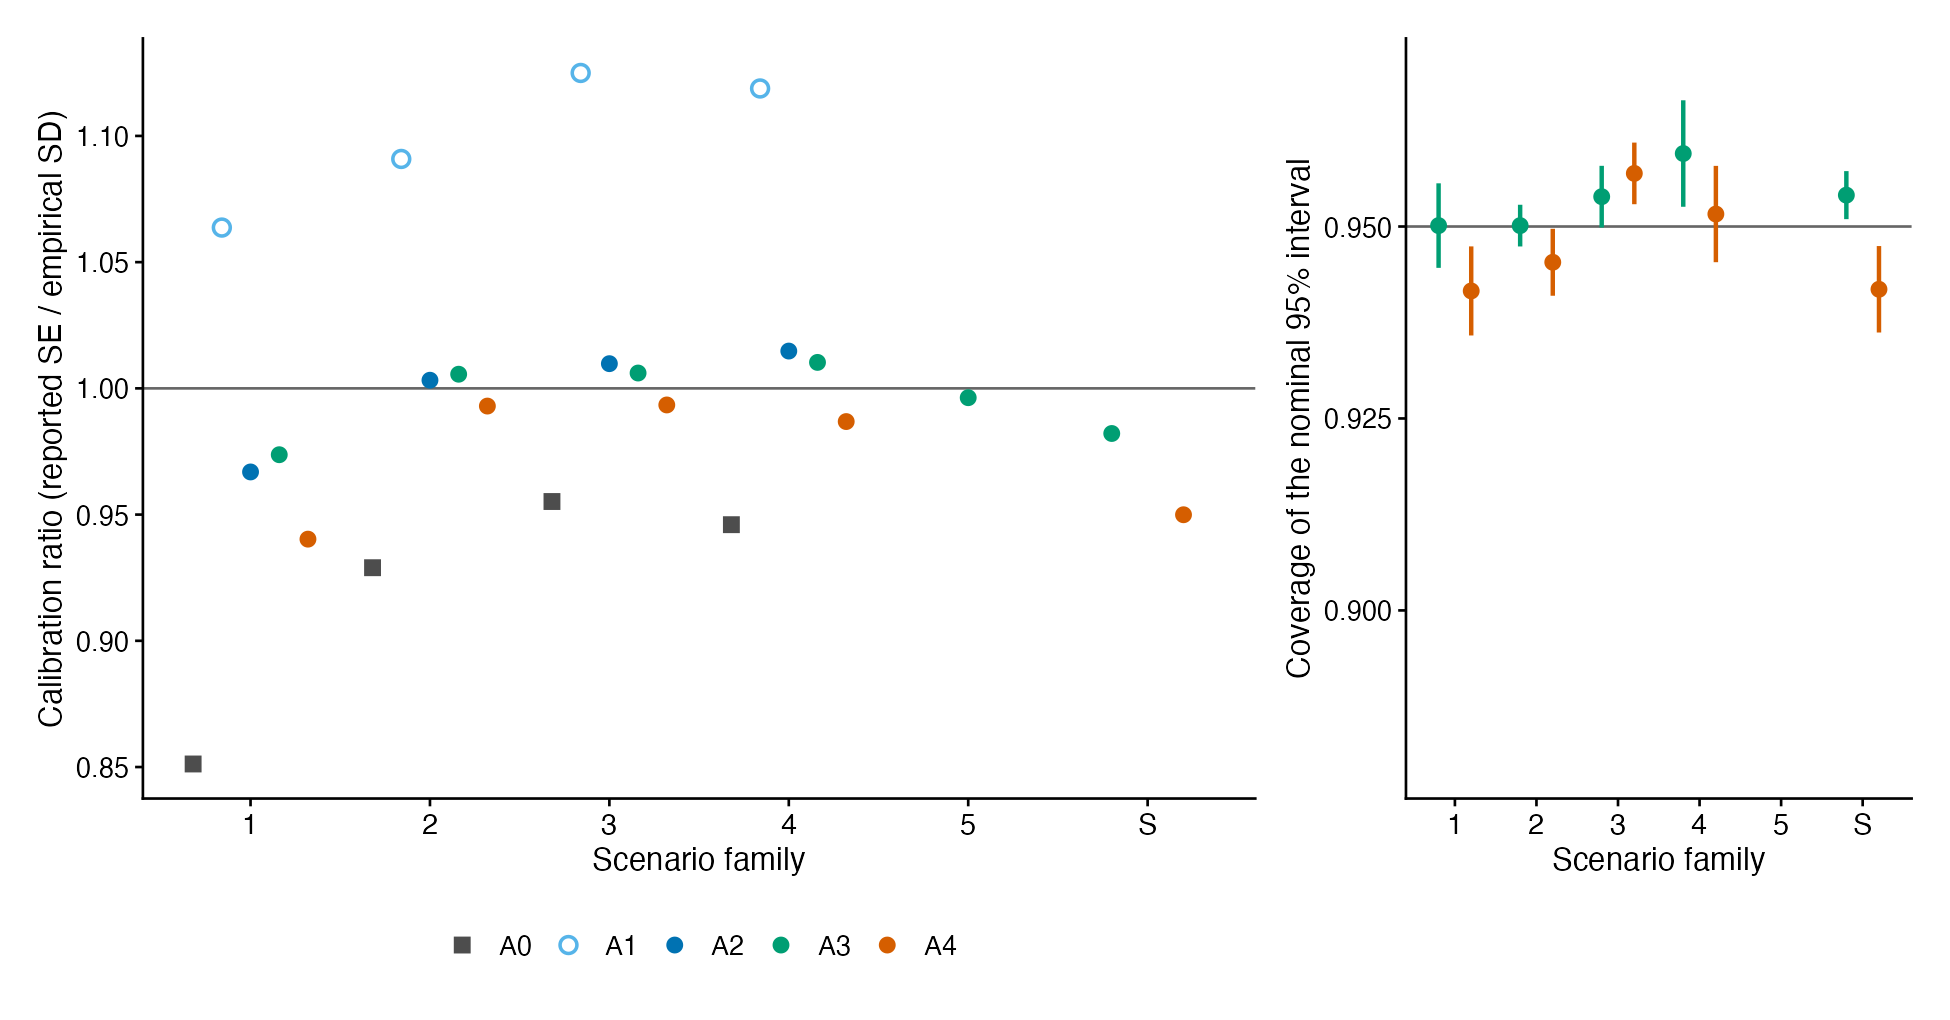 Calibration ratio (reported SE / empirical SD)
1.10
1.05
1.00
0.95
0.90
0.85
1 2 3 4 5 S
Scenario family
Coverage of the nominal 95% interval
0.950
0.925
0.900
1 2 3 4 5 S
Scenario family
A0 A1 A2 A3 A4